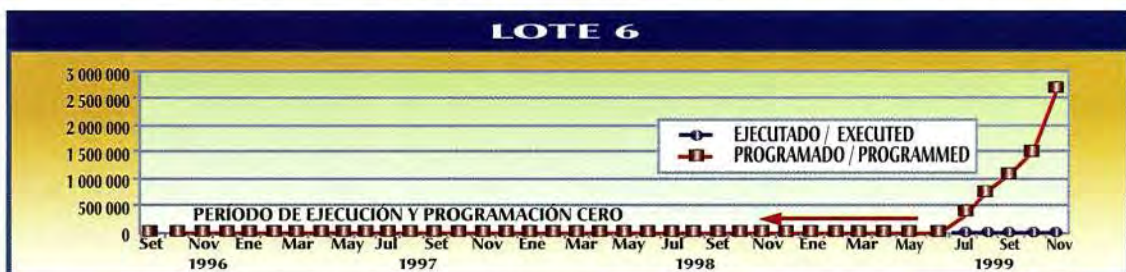 LOTE 6
3 000 000
2 500 000
2 000 000
1 500 000
1 000 000
500 000
0
EJECUTADO / EXECUTED
PROGRAMADO / PROGRAMMED
PERÍODO DE EJECUCIÓN Y PROGRAMACIÓN CERO
Set Nov Ene Mar May Jul Set Nov Ene Mar May Jul Set Nov Ene Mar May Jul Set Nov
1996 1997 1998 1999